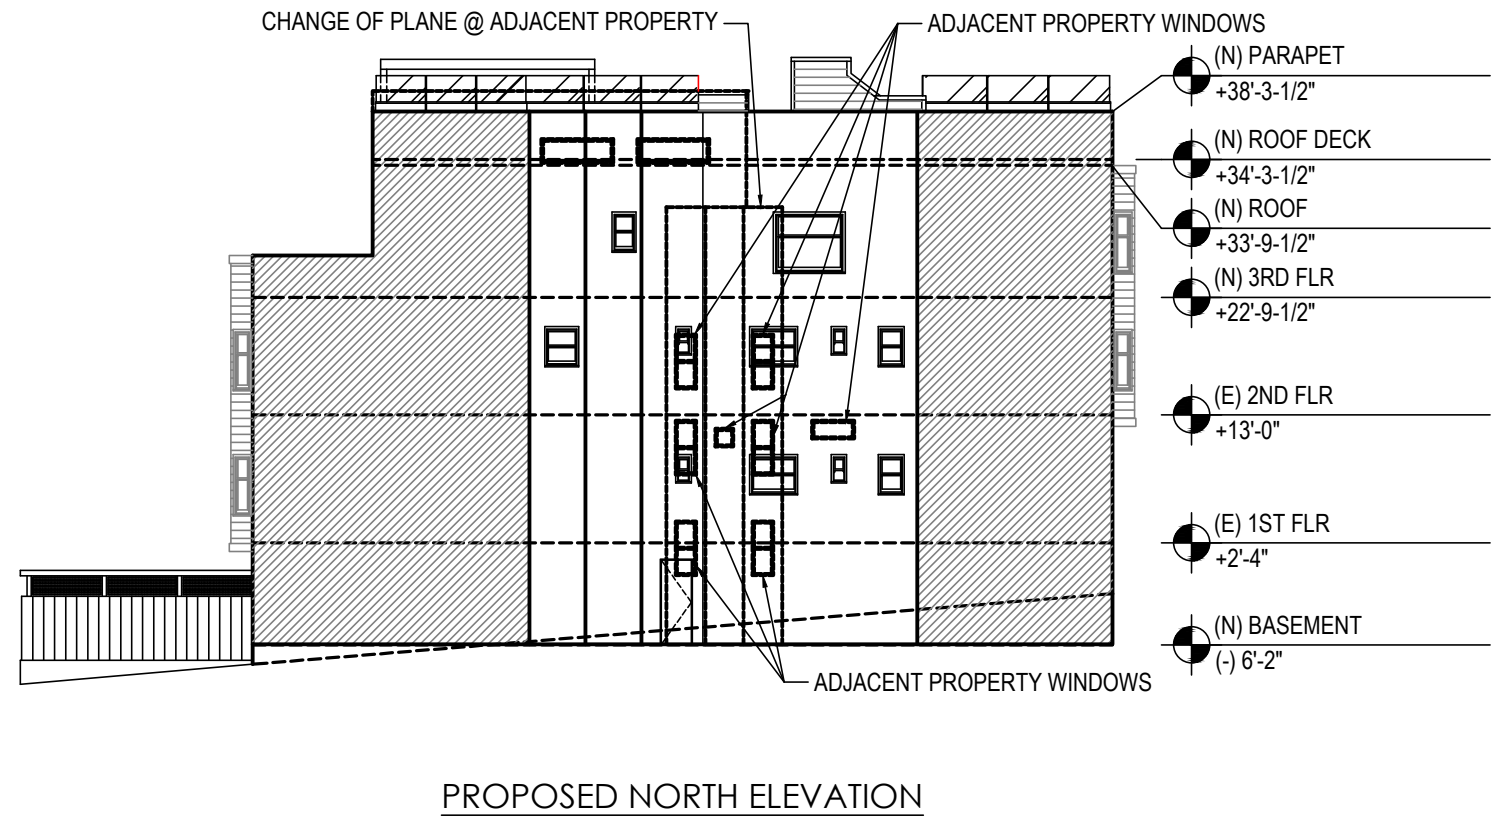 CHANGE OF PLANE @ ADJACENT PROPERTY
ADJACENT PROPERTY WINDOWS
(N) PARAPET
+38'-3-1/2"
(N) ROOF DECK
+34'-3-1/2"
(N) ROOF
+33'-9-1/2"
(N) 3RD FLR
+22'-9-1/2"
(E) 2ND FLR
+13'-0"
(E) 1ST FLR
+2'-4"
(N) BASEMENT
(-) 6'-2"
ADJACENT PROPERTY WINDOWS
PROPOSED NORTH ELEVATION